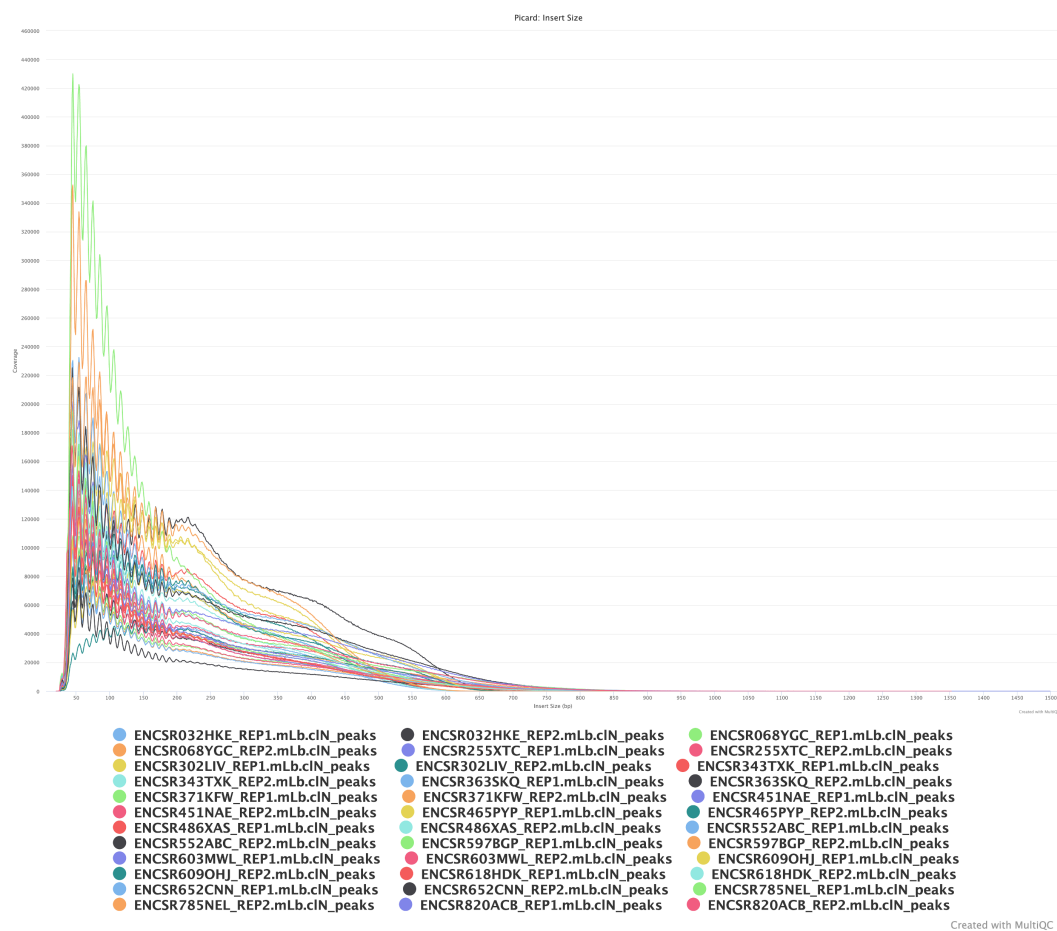 Picard: Insert Size
460000
440000
420000
400000
380000
360000
340000
320000
300000
280000
260000
240000
220000
200000
180000
160000
140000
120000
100000
80000
60000
40000
20000
0
Coverage
50 100 150 200 250 300 350 400 450 500 550 600 650 700 750 800 850 900 950 1000 1050 1100 1150 1200 1250 1300 1350 1400 1450 1500
Insert Size (bp)
Created with MultiQ
ENCSR032HKE_REP1.mLb.clN_peaks ENCSR032HKE_REP2.mLb.clN_peaks ENCSR068YGC_REP1.mLb.clN_peaks
ENCSR068YGC_REP2.mLb.clN_peaks ENCSR255XTC_REP1.mLb.clN_peaks ENCSR255XTC_REP2.mLb.clN_peaks
ENCSR302LIV_REP1.mLb.clN_peaks ENCSR302LIV_REP2.mLb.clN_peaks ENCSR343TXK_REP1.mLb.clN_peaks
ENCSR343TXK_REP2.mLb.clN_peaks ENCSR363SKQ_REP1.mLb.clN_peaks ENCSR363SKQ_REP2.mLb.clN_peaks
ENCSR371KFW_REP1.mLb.clN_peaks ENCSR371KFW_REP2.mLb.clN_peaks ENCSR451NAE_REP1.mLb.clN_peaks
ENCSR451NAE_REP2.mLb.clN_peaks ENCSR465PYP_REP1.mLb.clN_peaks ENCSR465PYP_REP2.mLb.clN_peaks
ENCSR486XAS_REP1.mLb.clN_peaks ENCSR486XAS_REP2.mLb.clN_peaks ENCSR552ABC_REP1.mLb.clN_peaks
ENCSR552ABC_REP2.mLb.clN_peaks ENCSR597BGP_REP1.mLb.clN_peaks ENCSR597BGP_REP2.mLb.clN_peaks
ENCSR603MWL_REP1.mLb.clN_peaks ENCSR603MWL_REP2.mLb.clN_peaks ENCSR609OHJ_REP1.mLb.clN_peaks
ENCSR609OHJ_REP2.mLb.clN_peaks ENCSR618HDK_REP1.mLb.clN_peaks ENCSR618HDK_REP2.mLb.clN_peaks
ENCSR652CNN_REP1.mLb.clN_peaks ENCSR652CNN_REP2.mLb.clN_peaks ENCSR785NEL_REP1.mLb.clN_peaks
ENCSR785NEL_REP2.mLb.clN_peaks ENCSR820ACB_REP1.mLb.clN_peaks ENCSR820ACB_REP2.mLb.clN_peaks
Created with MultiQC